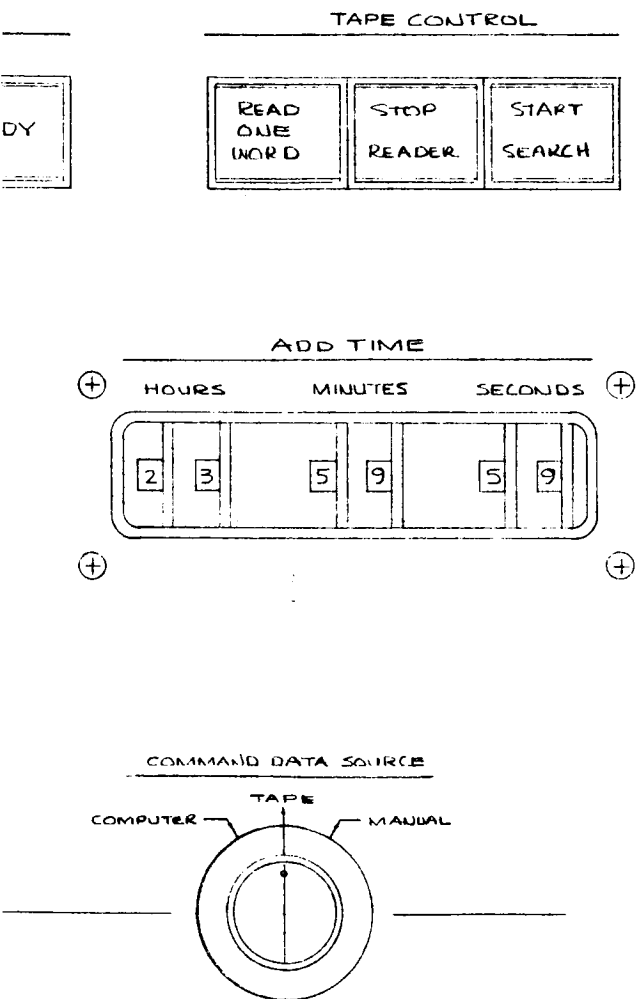 TAPE CONTROL
DY
READ
ONE
WORD
STOP
READER
START
SEARCH
ADD TIME
HOURS MINUTES SECONDS
2 3 5 9 5 9
COMMAND DATA SOURCE
TAPE
COMPUTER MANUAL